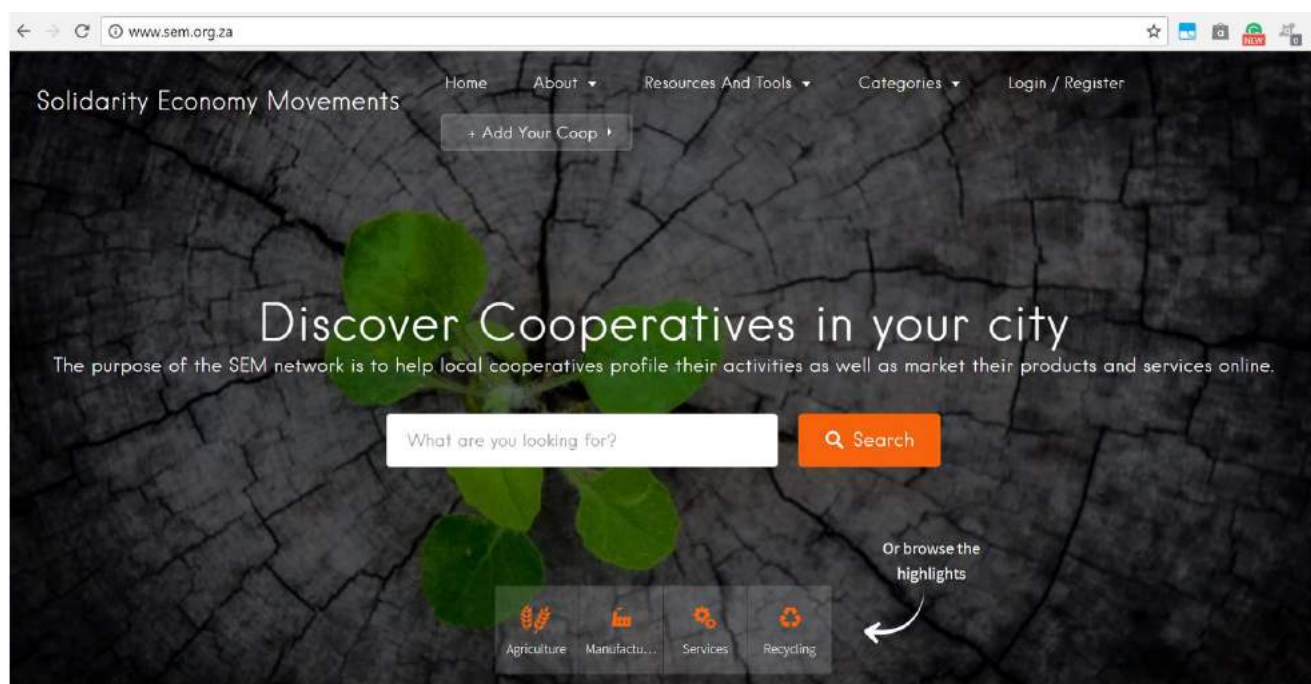 www.sem.org.za
Solidarity Economy Movements
Home About Resources And Tools Categories Login / Register
+ Add Your Coop
Discover Cooperatives in your city
The purpose of the SEM network is to help local cooperatives profile their activities as well as market their products and services online.
What are you looking for?
Search
Or browse the
highlights
Agriculture Manufactu... Services Recycling
NEW
0